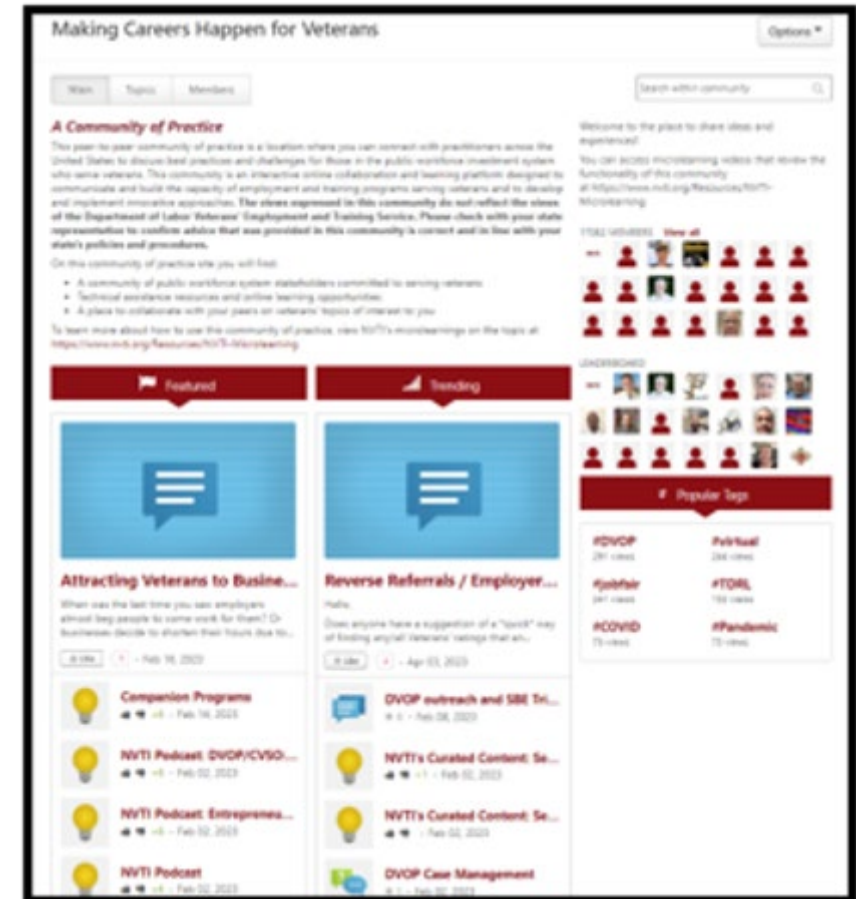 Making Careers Happen for Veterans
Options
Main Topics Members
Search within community
A Community of Practice
This peer-to-peer community of practice is a location where you can connect with practitioners across the
United States to discuss best practices and challenges for those in the public workforce investment system
who serve veterans. This community is an interactive online collaboration and learning platform designed to
communicate and build the capacity of employment and training programs serving veterans and to develop
and implement innovative approaches. The views expressed in this community do not reflect the views
of the Department of Labor Veterans' Employment and Training Service. Please check with your state
representative to confirm advice that was provided in this community is correct and in line with your
state's policies and procedures.
On this community of practice site you will find:
A community of public workforce system stakeholders committed to serving veterans
Technical assistance resources and online learning opportunities
A place to collaborate with your peers on veterans' topics of interest to you
To learn more about how to use this community of practice, view NVTI's microlearnings on the topic at
https://www.nvti.org/Resources/NVTI-Microlearning
Welcome to the place to share ideas and
experiences!
You can access microlearning videos that review the
functionality of this community
at https://www.nvti.org/Resources/NVTI-
Microlearning
MEMBERS View all
LEADERBOARD
Featured
Attracting Veterans to Busine...
When was the last time you saw employers
almost beg people to come work for them? Or
businesses decide to shorten their hours due to...
Like - Feb 2023
Companion Programs
Feb 2023
NVTI Podcast: DVOP/CVSO...
Feb 02, 2023
NVTI Podcast: Entrepreneu...
Feb 02, 2023
NVTI Podcast
Feb 02, 2023
Trending
Reverse Referrals / Employer...
Hello,
Does anyone have a suggestion of a "quick" way
of finding any/all Veterans' ratings that an...
Like - Apr 03, 2023
DVOP outreach and SBE Tri...
Feb 08, 2023
NVTI's Curated Content: Se...
+1 - Feb 02, 2023
NVTI's Curated Content: Se...
Feb 02, 2023
DVOP Case Management
Feb 02, 2023
# Popular Tags
#DVOP #virtual
views views
#jobfair #TORL
views views
#COVID #Pandemic
views views